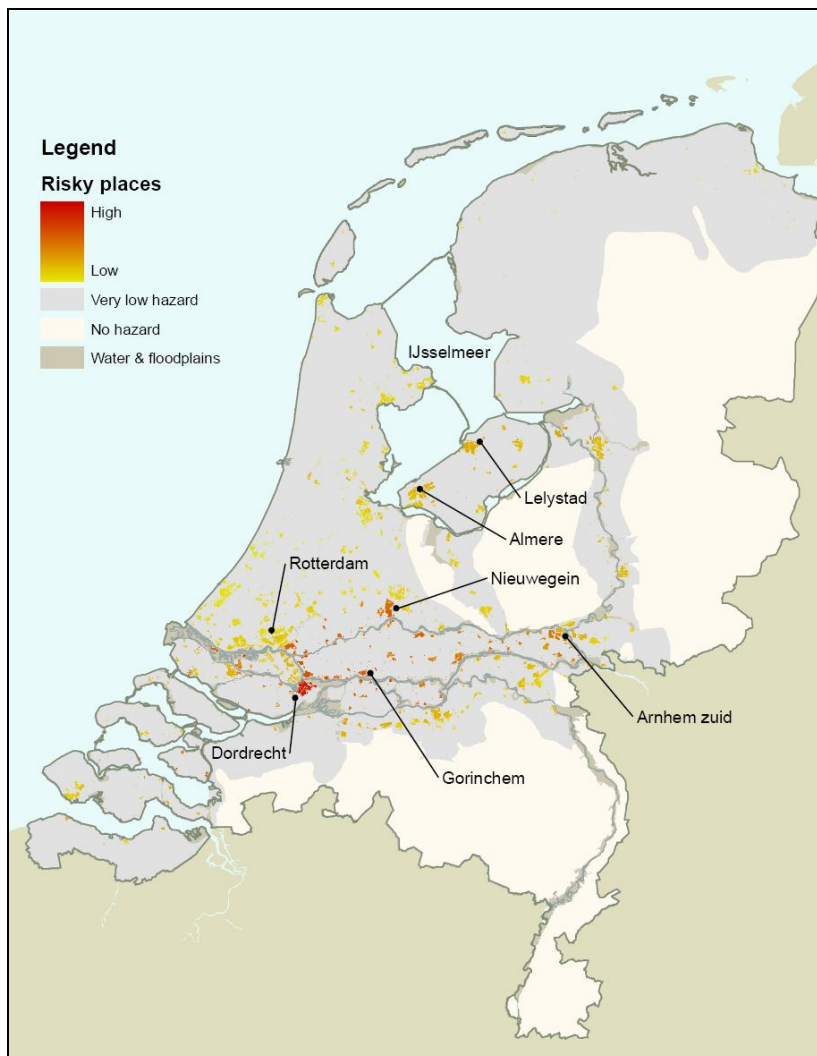 Legend
Risky places
High
Low
Very low hazard
No hazard
Water & floodplains
IJsselmeer
Lelystad
Almere
Rotterdam
Nieuwegein
Arnhem zuid
Dordrecht
Gorinchem